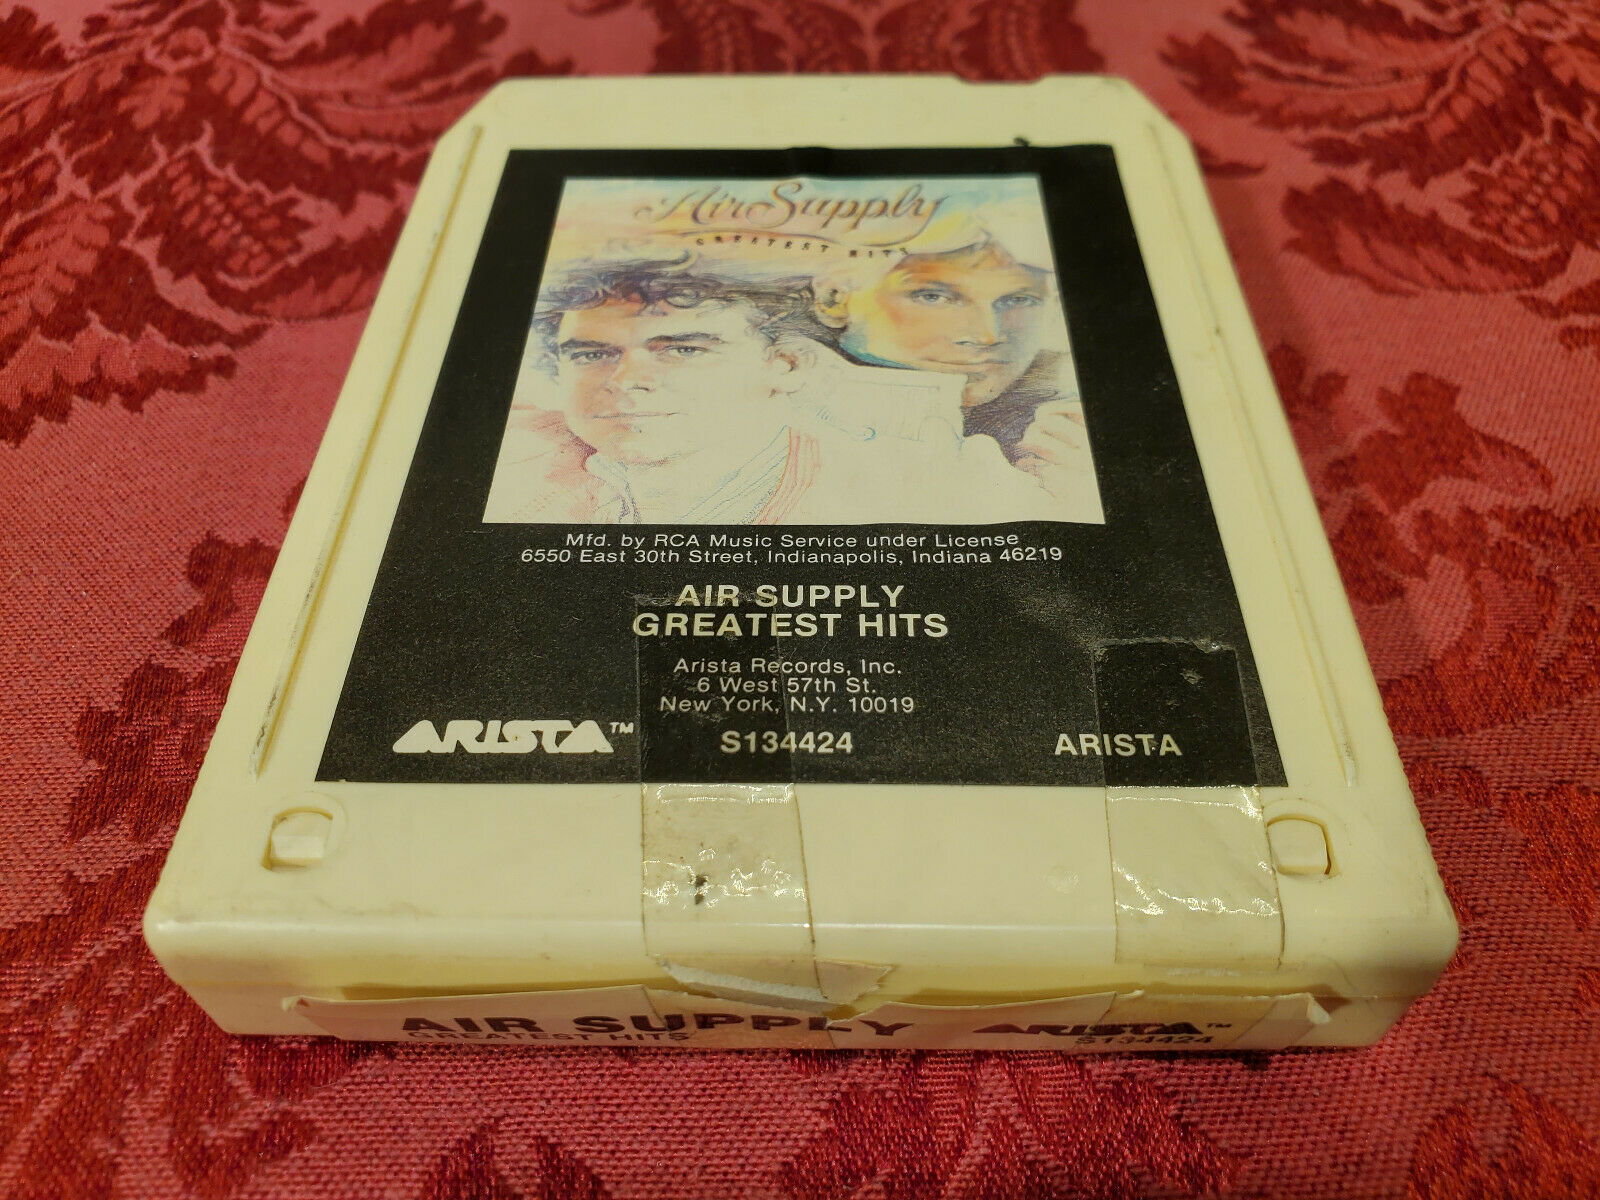 Air Supply
GREATEST HITS
Mfd. by RCA Music Service under License
6550 East 30th Street, Indianapolis, Indiana 46219
AIR SUPPLY
GREATEST HITS
Arista Records, Inc.
6 West 57th St.
New York, N.Y. 10019
ARISTA™ S134424 ARISTA
AIR SUPPLY ARISTA™
GREATEST HITS S134424